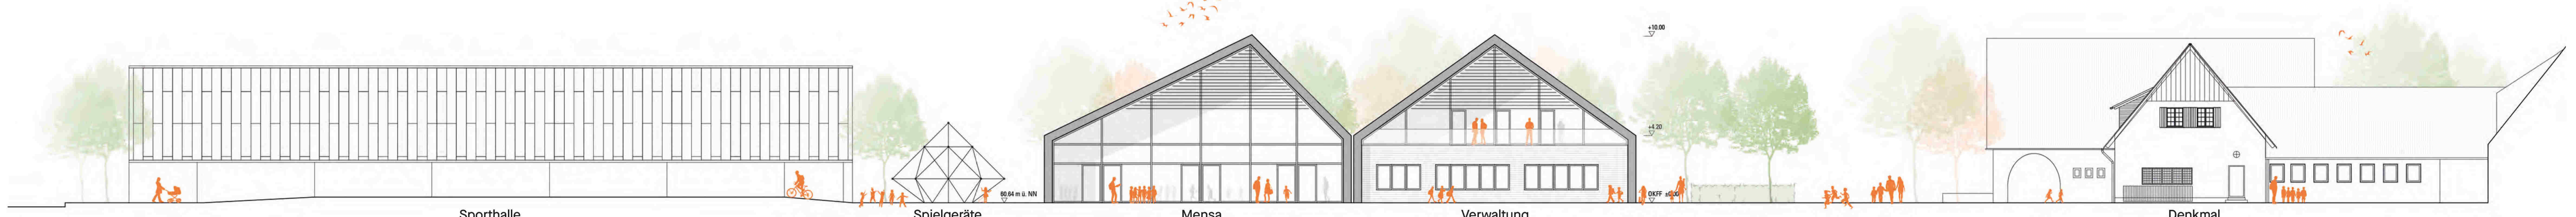 +10.00
+4.20
60.64 m ü. NN
OKFF ±0.00
Sporthalle
Spielgeräte
Mensa
Verwaltung
Denkmal